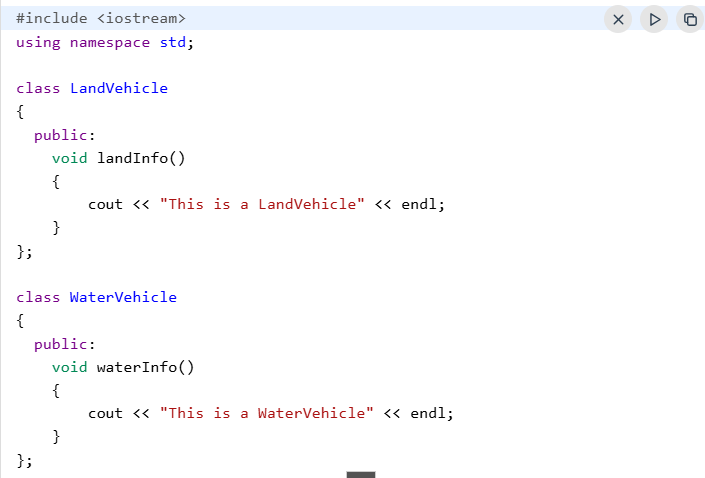 #include <iostream>
using namespace std;

class LandVehicle
{
  public:
    void landInfo()
    {
        cout << "This is a LandVehicle" << endl;
    }
};

class WaterVehicle
{
  public:
    void waterInfo()
    {
        cout << "This is a WaterVehicle" << endl;
    }
};